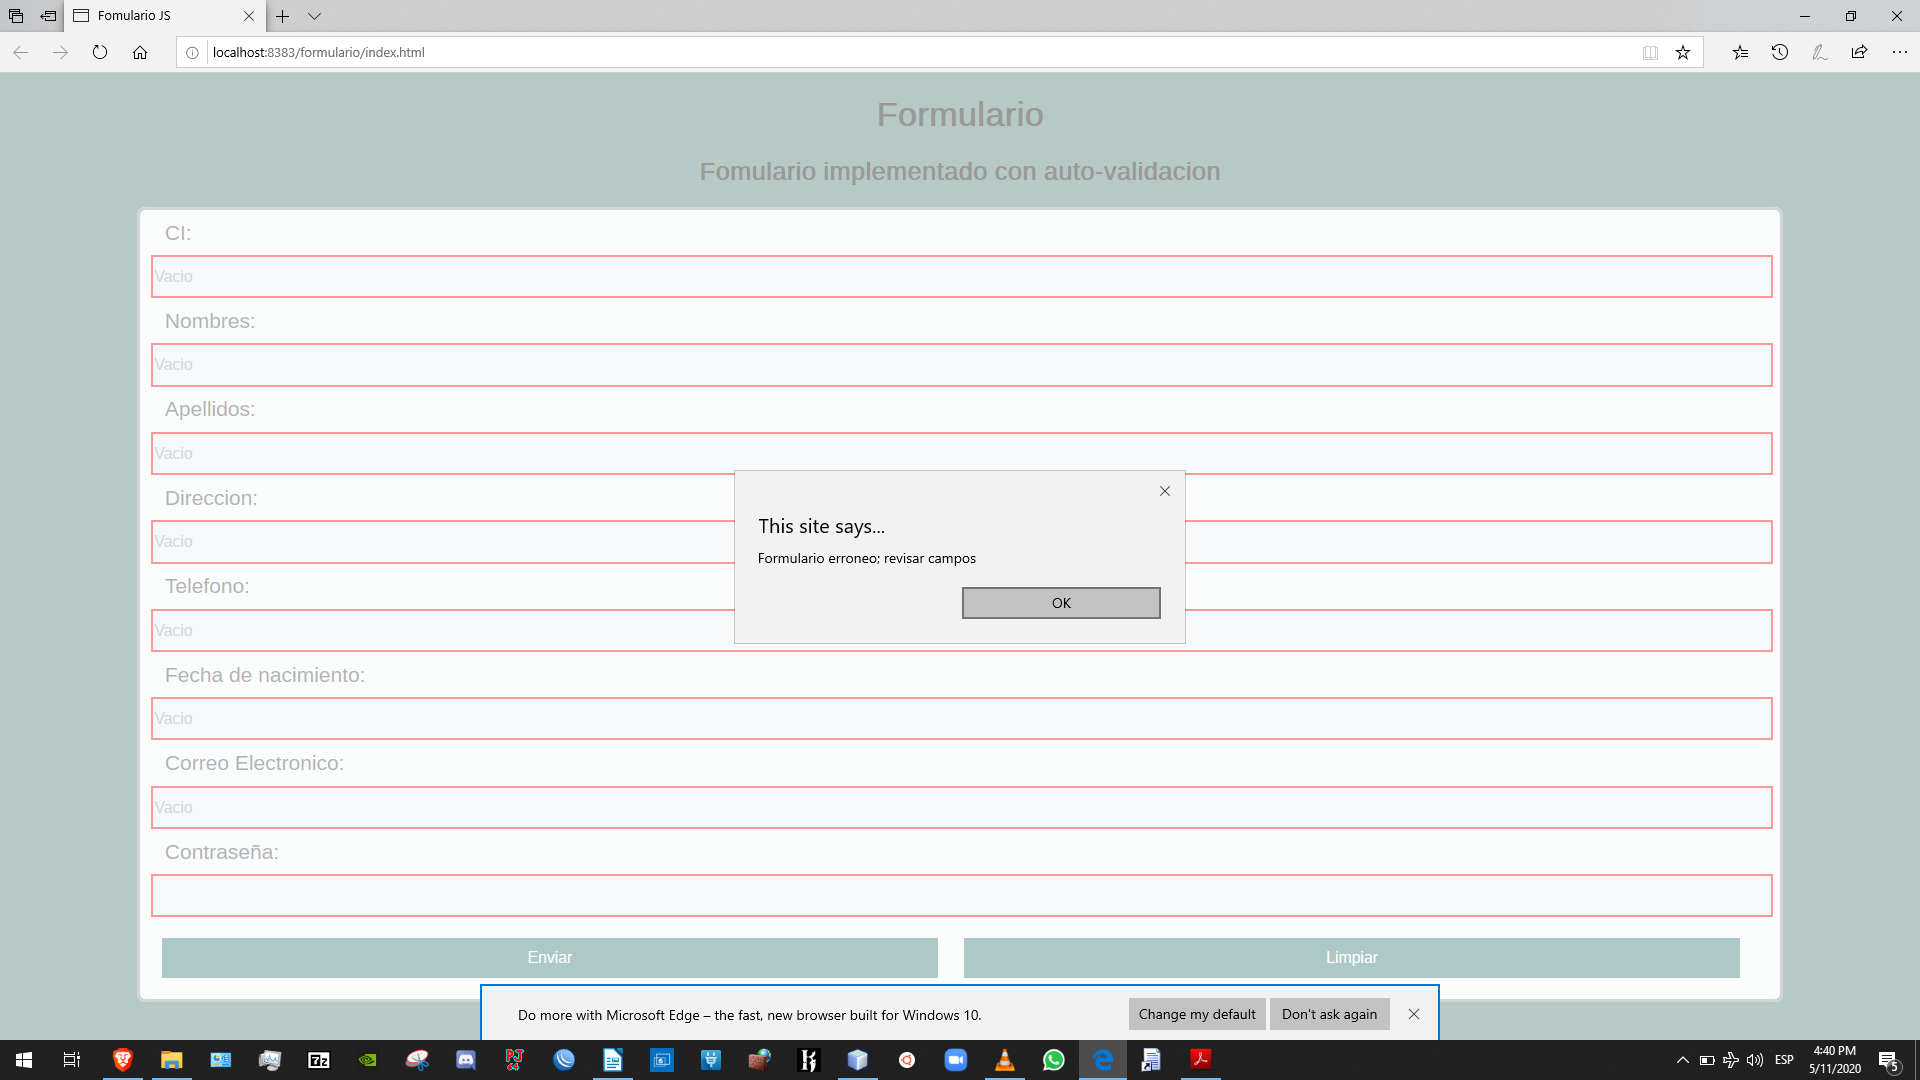 Fomulario JS
localhost:8383/formulario/index.html
Formulario
Fomulario implementado con auto-validacion
CI:
Vacio
Nombres:
Vacio
Apellidos:
Vacio
Direccion:
Vacio
Telefono:
Vacio
Fecha de nacimiento:
Vacio
Correo Electronico:
Vacio
Contraseña:
Enviar Limpiar
This site says...
Formulario erroneo; revisar campos
OK
Do more with Microsoft Edge – the fast, new browser built for Windows 10. Change my default Don't ask again
7z
ESP
4:40 PM
5/11/2020
5